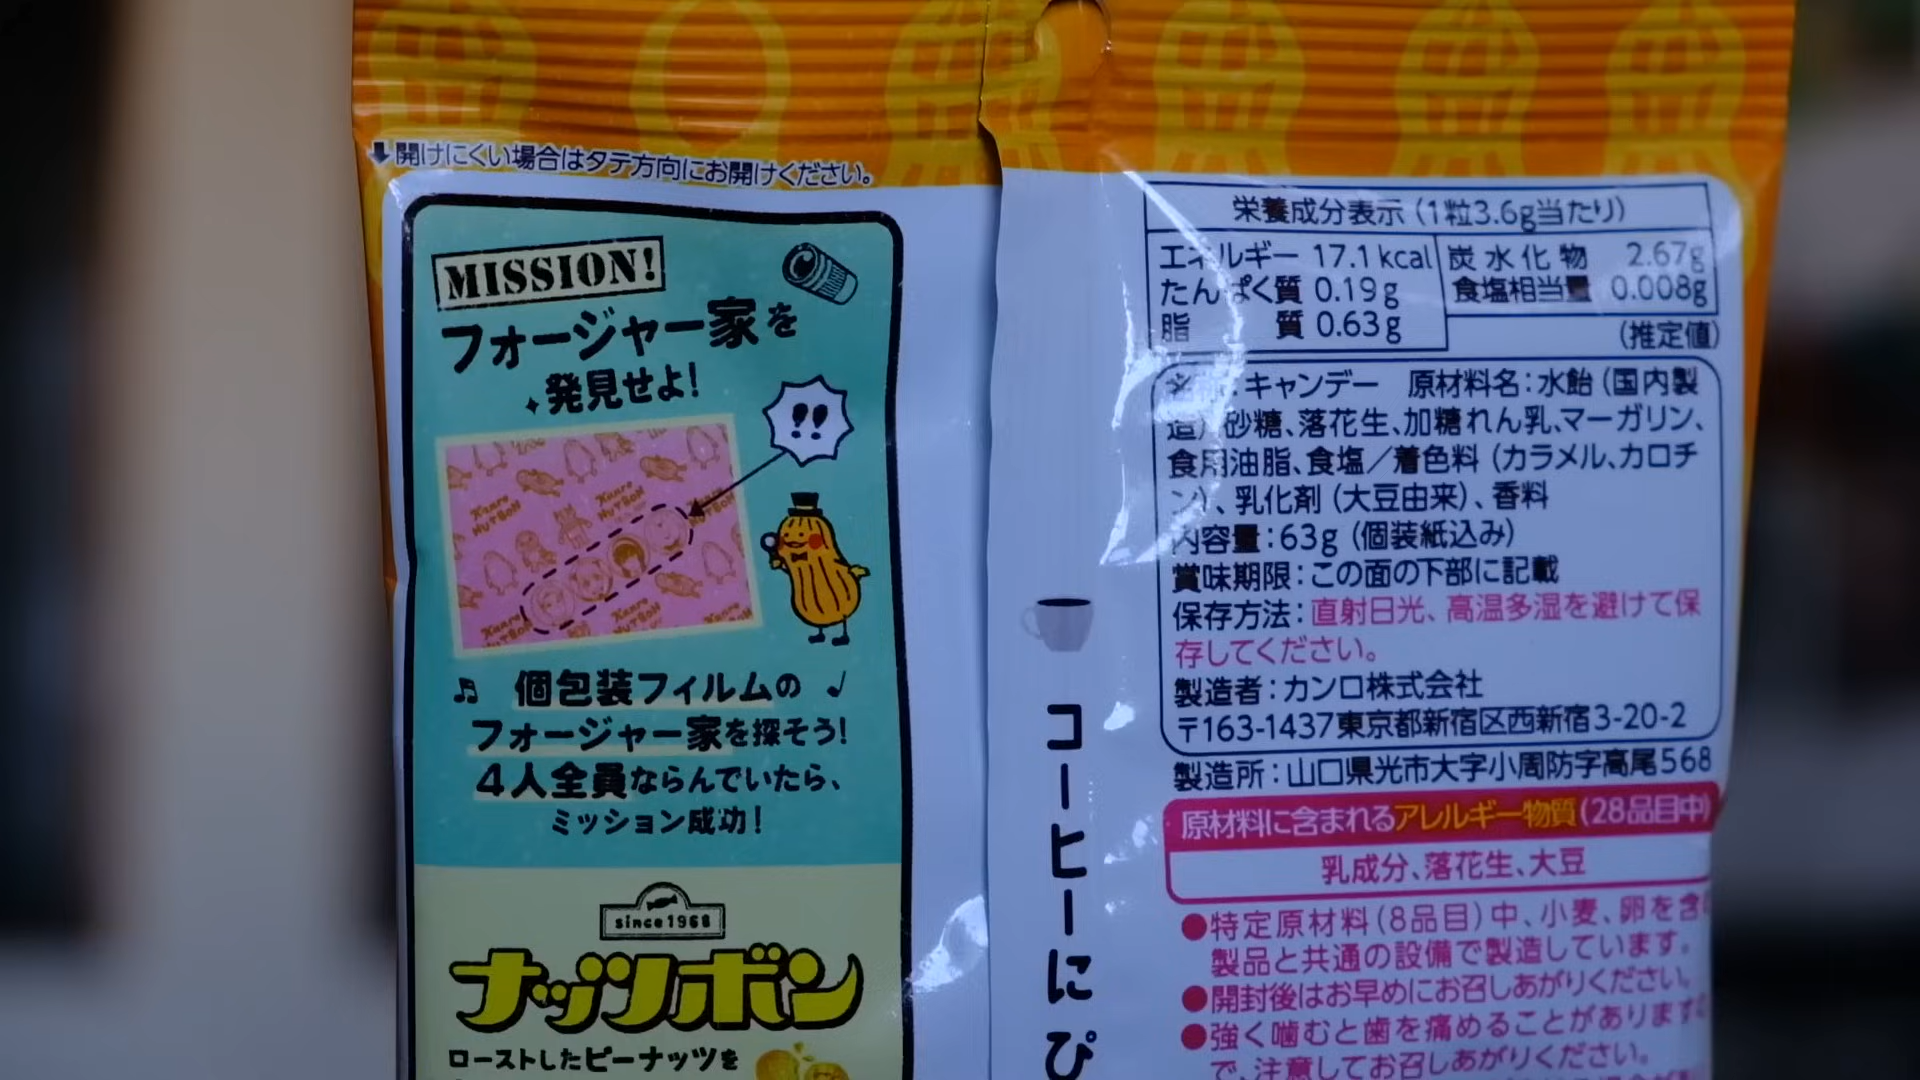 開けにくい場合はタテ方向にお開けください。
MISSION!
フォージャー家を
発見せよ!
!!
Kanro
NUTBON
個包装フィルムの
フォージャー家を探そう!
4人全員ならんでいたら、
ミッション成功!
since1968
ナッツボン
ローストしたピーナッツを
コーヒーにぴ
栄養成分表示(1粒3.6g当たり)
エネルギー 17.1kcal
たんぱく質 0.19g
脂質 0.63g
炭水化物 2.67g
食塩相当量 0.008g
(推定値)
キャンデー 原材料名:水飴(国内製
造)、砂糖、落花生、加糖れん乳、マーガリン、
食用油脂、食塩/着色料(カラメル、カロチ
ン)、乳化剤(大豆由来)、香料
内容量:63g(個装紙込み)
賞味期限:この面の下部に記載
保存方法:直射日光、高温多湿を避けて保
存してください。
製造者:カンロ株式会社
〒163-1437東京都新宿区西新宿3-20-2
製造所:山口県光市大字小周防字高尾568
原材料に含まれるアレルギー物質(28品目中)
乳成分、落花生、大豆
●特定原材料(8品目)中、小麦、卵を含
製品と共通の設備で製造しています。
●開封後はお早めにお召しあがりください。
●強く噛むと歯を痛めることがありますの
で、注意してお召しあがりください。